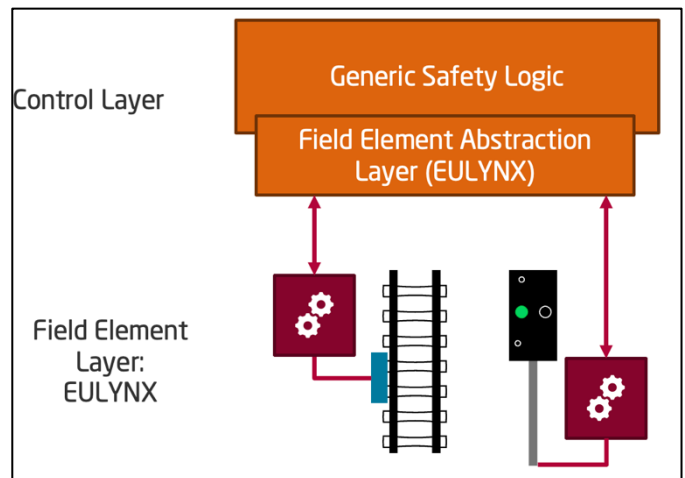 Generic Safety Logic
Control Layer
Field Element Abstraction
Layer (EULYNX)
Field Element
Layer:
EULYNX